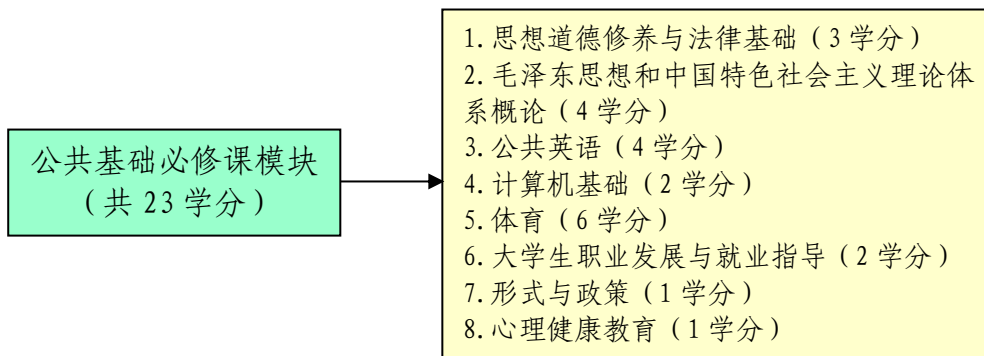 公共基础必修课模块
（共 23 学分）
1. 思想道德修养与法律基础（3 学分）
2. 毛泽东思想和中国特色社会主义理论体
系概论（4 学分）
3. 公共英语（4 学分）
4. 计算机基础（2 学分）
5. 体育（6 学分）
6. 大学生职业发展与就业指导（2 学分）
7. 形式与政策（1 学分）
8. 心理健康教育（1 学分）